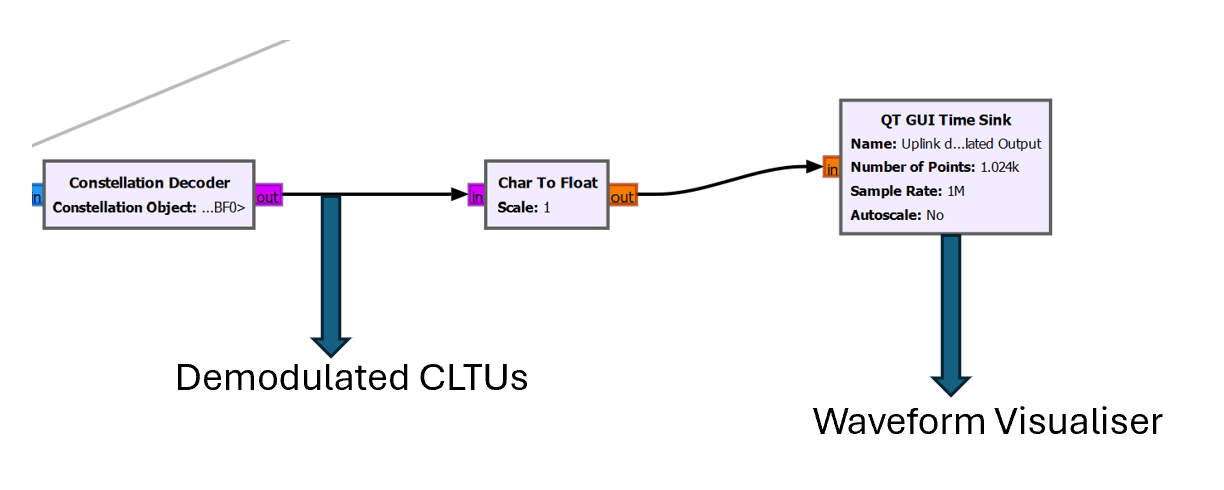 Constellation Decoder
Constellation Object: ...BF0>
in
out
in
Char To Float
Scale: 1
out
in
QT GUI Time Sink
Name: Uplink d...lated Output
Number of Points: 1.024k
Sample Rate: 1M
Autoscale: No
Demodulated CLTUs
Waveform Visualiser